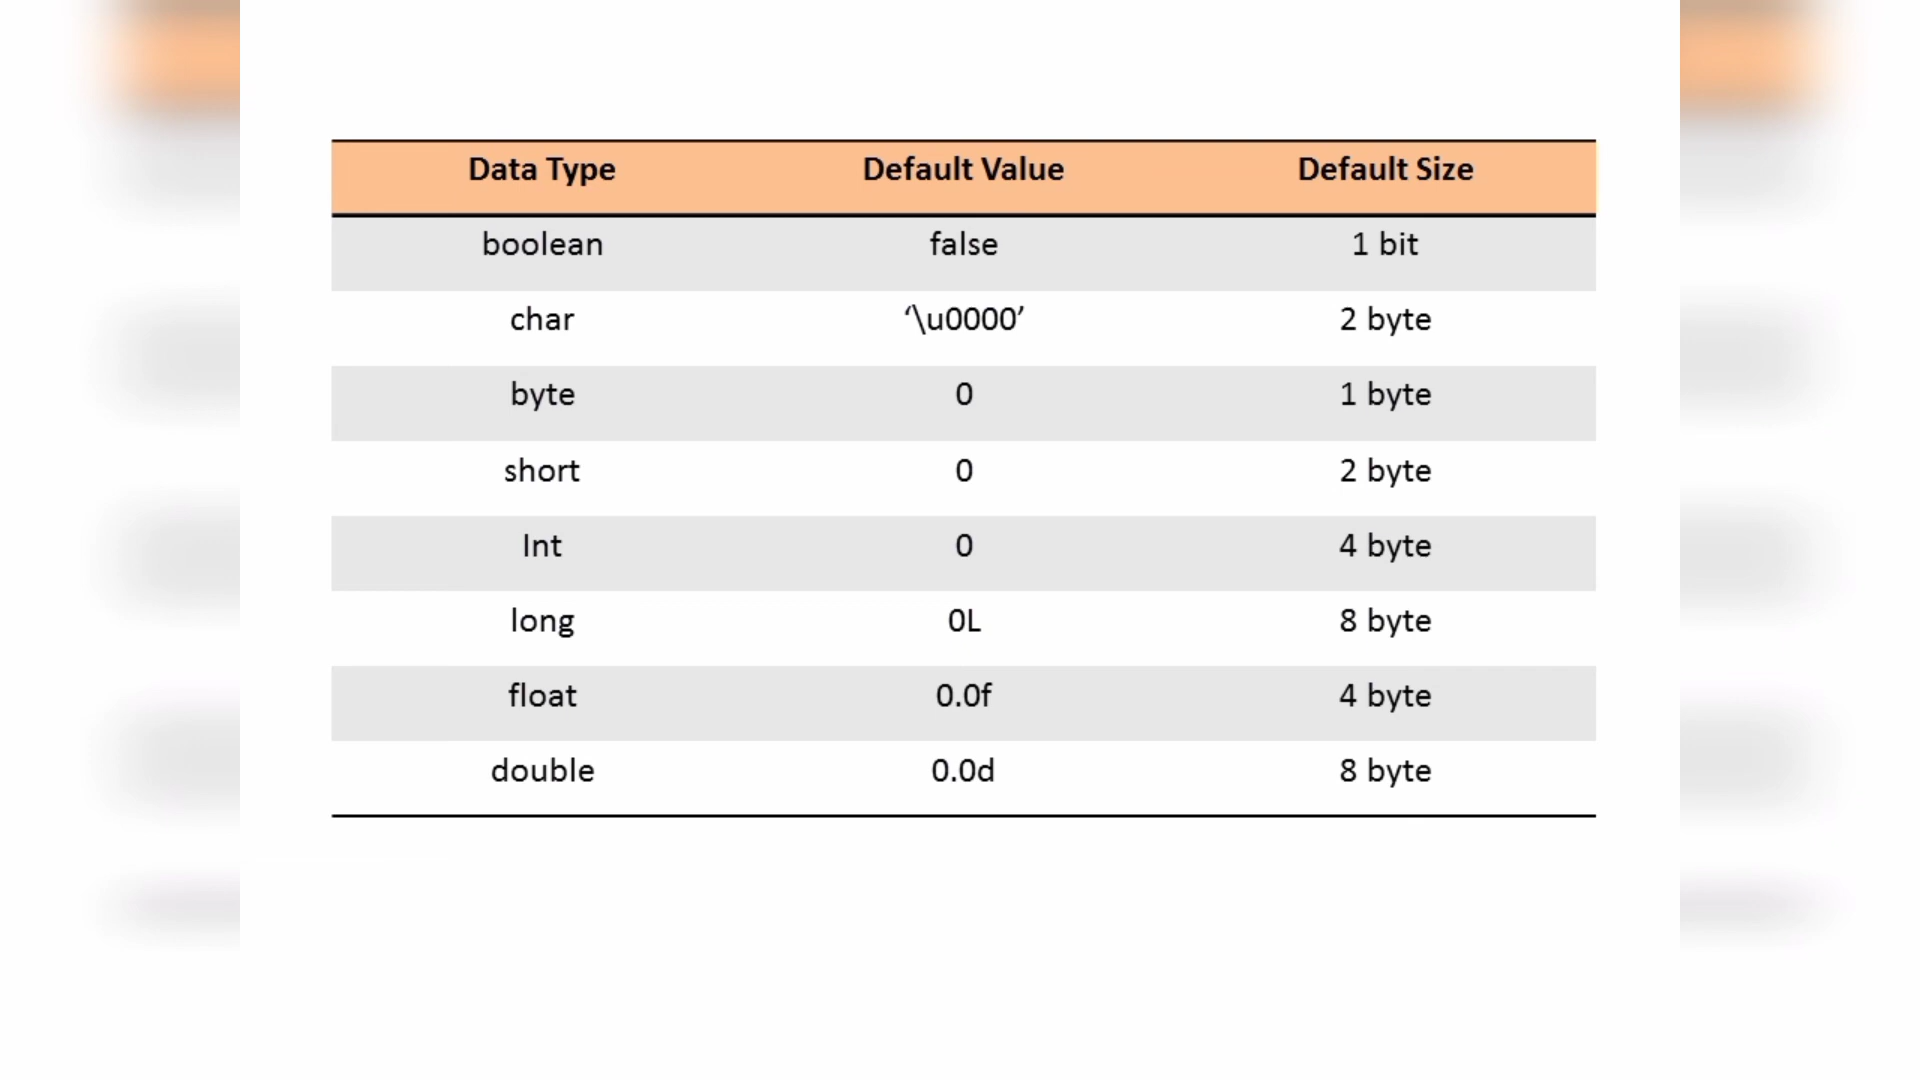 Data Type Default Value Default Size
boolean false 1 bit
char ‘\u0000’ 2 byte
byte 0 1 byte
short 0 2 byte
Int 0 4 byte
long 0L 8 byte
float 0.0f 4 byte
double 0.0d 8 byte